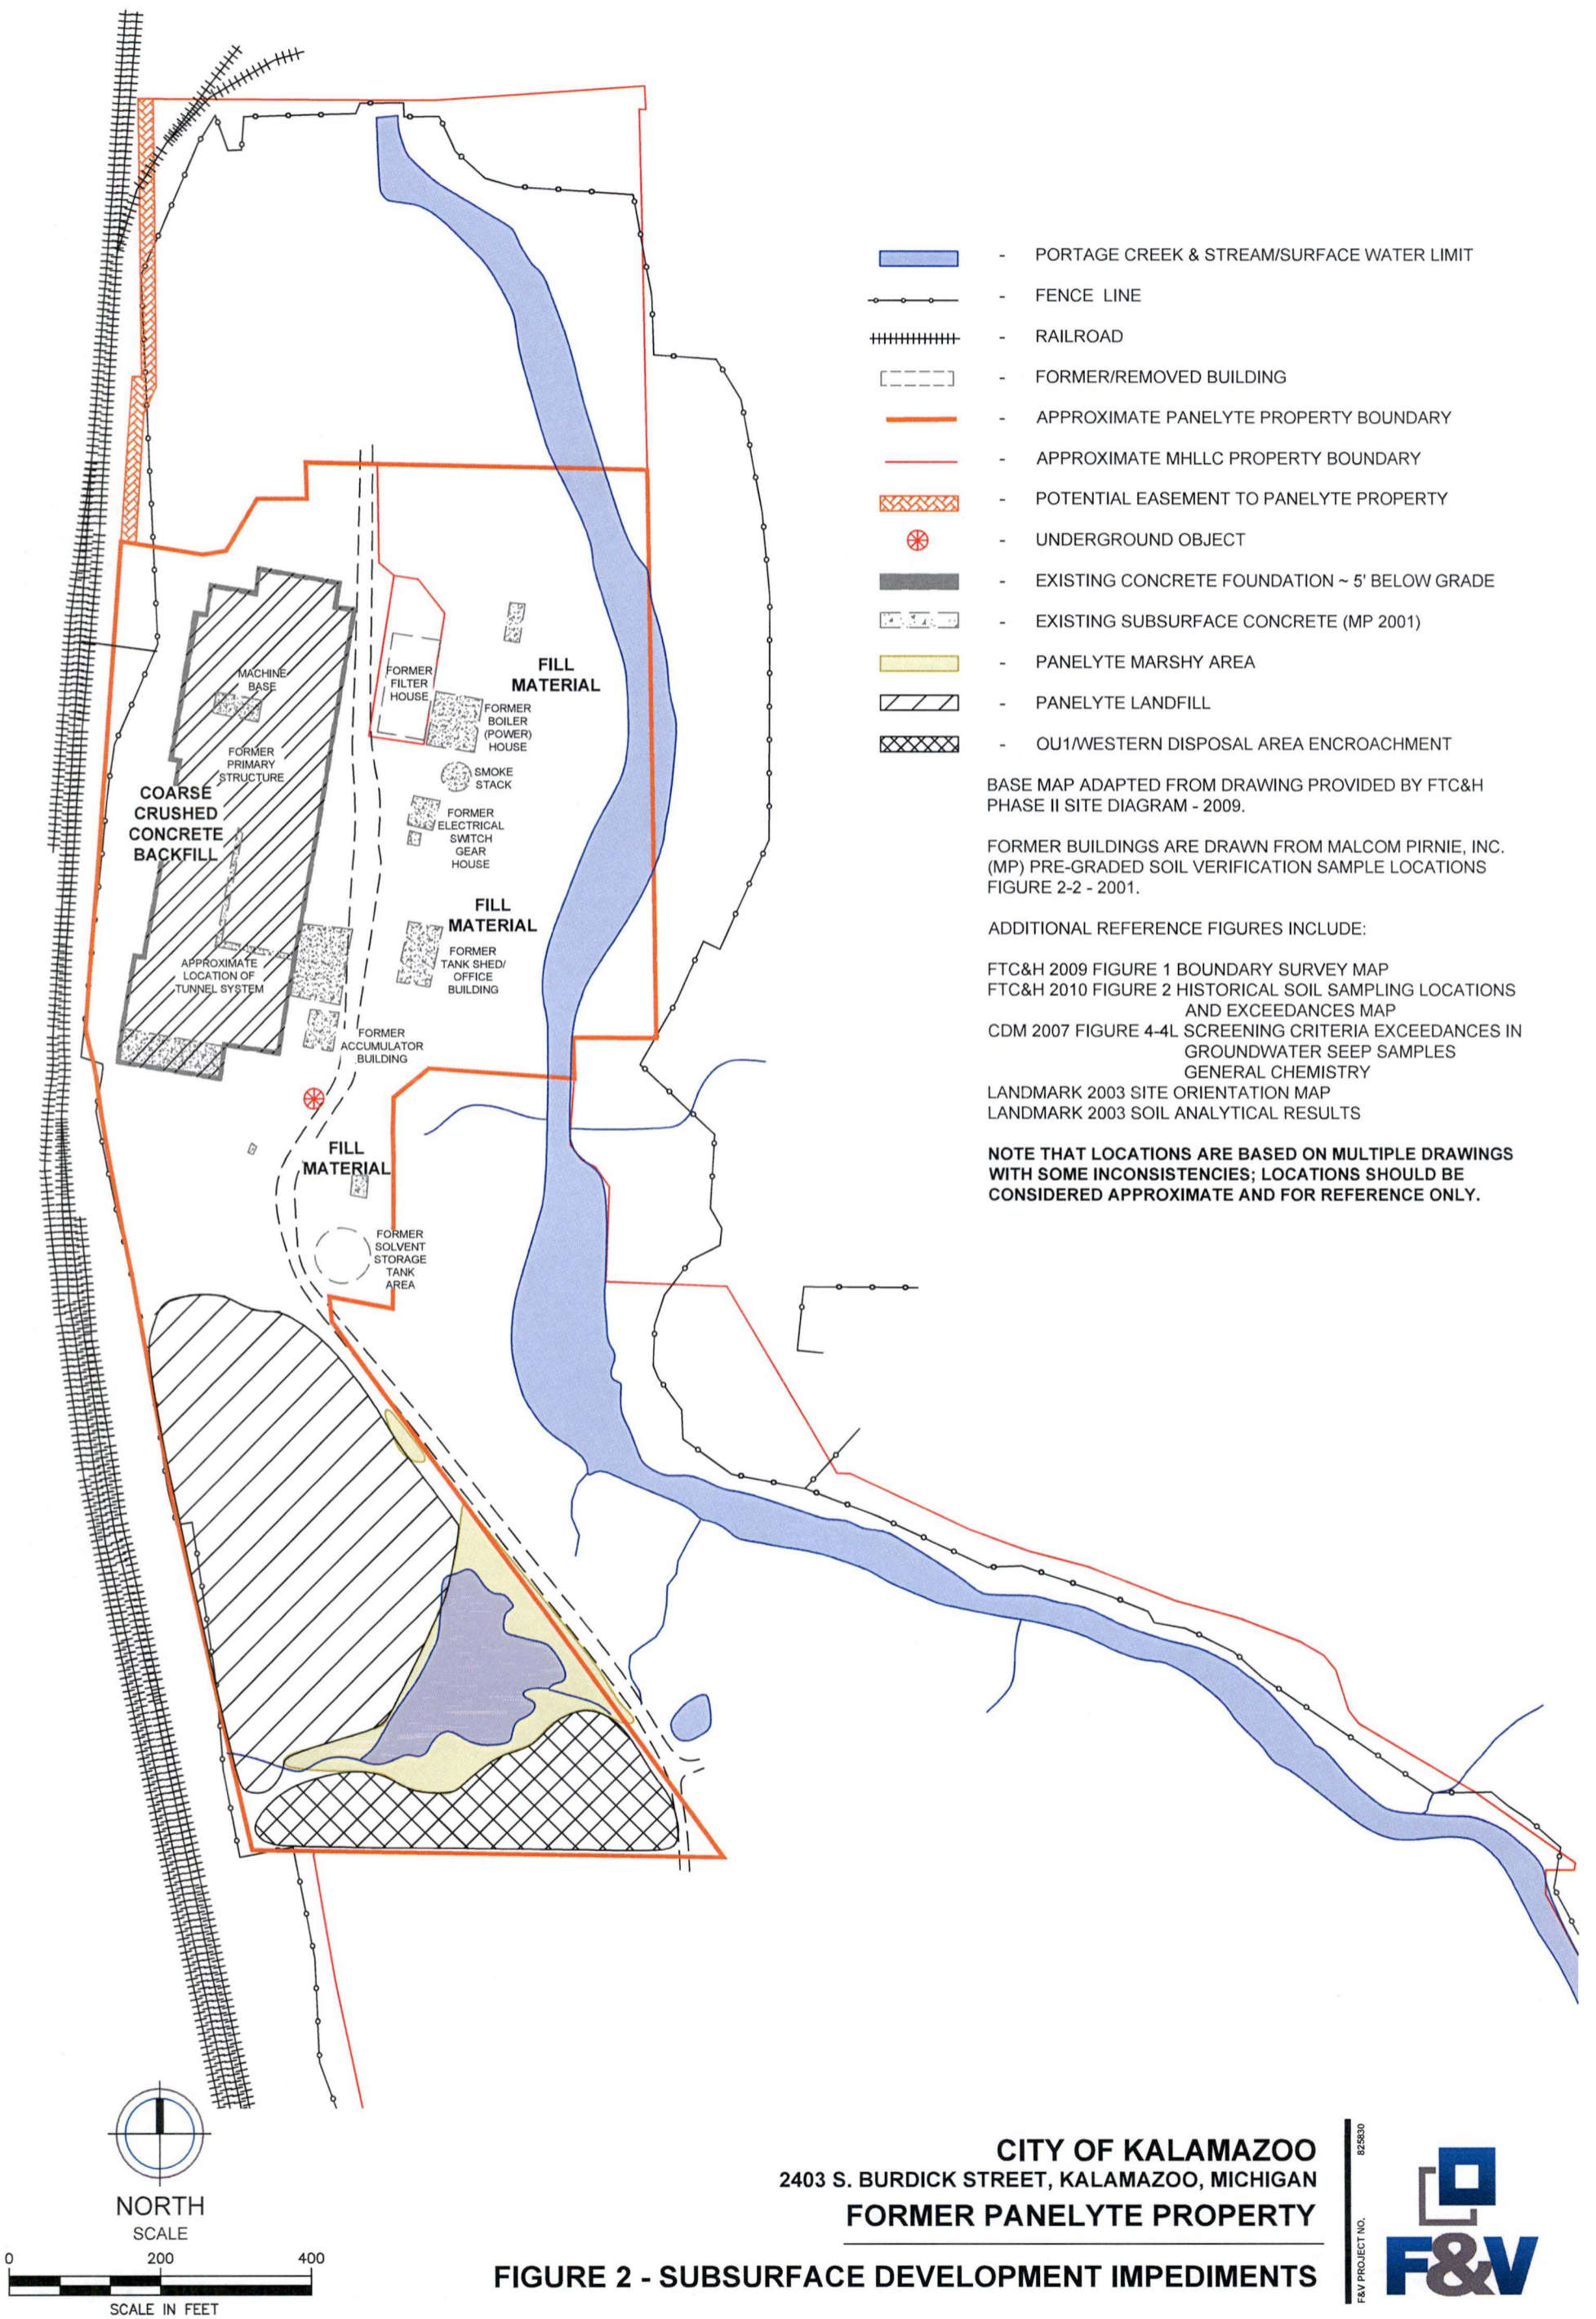 - PORTAGE CREEK & STREAM/SURFACE WATER LIMIT
- FENCE LINE
- RAILROAD
- FORMER/REMOVED BUILDING
- APPROXIMATE PANELYTE PROPERTY BOUNDARY
- APPROXIMATE MHLLC PROPERTY BOUNDARY
- POTENTIAL EASEMENT TO PANELYTE PROPERTY
- UNDERGROUND OBJECT
- EXISTING CONCRETE FOUNDATION ~ 5' BELOW GRADE
- EXISTING SUBSURFACE CONCRETE (MP 2001)
- PANELYTE MARSHY AREA
- PANELYTE LANDFILL
- OU1/WESTERN DISPOSAL AREA ENCROACHMENT
BASE MAP ADAPTED FROM DRAWING PROVIDED BY FTC&H
PHASE II SITE DIAGRAM - 2009.
FORMER BUILDINGS ARE DRAWN FROM MALCOM PIRNIE, INC.
(MP) PRE-GRADED SOIL VERIFICATION SAMPLE LOCATIONS
FIGURE 2-2 - 2001.
ADDITIONAL REFERENCE FIGURES INCLUDE:
FTC&H 2009 FIGURE 1 BOUNDARY SURVEY MAP
FTC&H 2010 FIGURE 2 HISTORICAL SOIL SAMPLING LOCATIONS
AND EXCEEDANCES MAP
CDM 2007 FIGURE 4-4L SCREENING CRITERIA EXCEEDANCES IN
GROUNDWATER SEEP SAMPLES
GENERAL CHEMISTRY
LANDMARK 2003 SITE ORIENTATION MAP
LANDMARK 2003 SOIL ANALYTICAL RESULTS
NOTE THAT LOCATIONS ARE BASED ON MULTIPLE DRAWINGS
WITH SOME INCONSISTENCIES; LOCATIONS SHOULD BE
CONSIDERED APPROXIMATE AND FOR REFERENCE ONLY.
MACHINE
BASE
FORMER
PRIMARY
STRUCTURE
COARSE
CRUSHED
CONCRETE
BACKFILL
APPROXIMATE
LOCATION OF
TUNNEL SYSTEM
FORMER
FILTER
HOUSE
FILL
MATERIAL
FORMER
BOILER
(POWER)
HOUSE
SMOKE
STACK
FORMER
ELECTRICAL
SWITCH
GEAR
HOUSE
FILL
MATERIAL
FORMER
TANK SHED/
OFFICE
BUILDING
FORMER
ACCUMULATOR
BUILDING
FILL
MATERIAL
FORMER
SOLVENT
STORAGE
TANK
AREA
NORTH
SCALE
0 200 400
SCALE IN FEET
CITY OF KALAMAZOO
2403 S. BURDICK STREET, KALAMAZOO, MICHIGAN
FORMER PANELYTE PROPERTY
FIGURE 2 - SUBSURFACE DEVELOPMENT IMPEDIMENTS
F&V PROJECT NO. 825830
F&V